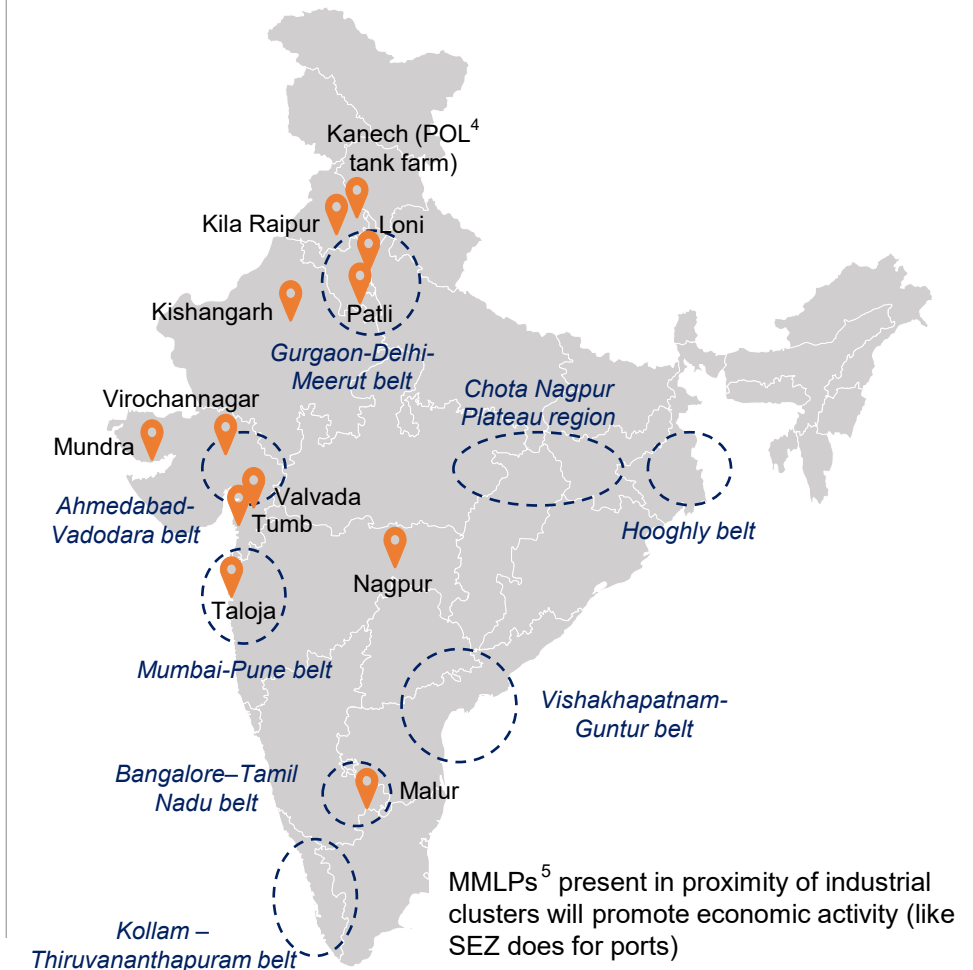 Kanech (POL4
tank farm)
Kila Raipur
Loni
Kishangarh
Patli
Gurgaon-Delhi-
Meerut belt
Chota Nagpur
Plateau region
Virochannagar
Mundra
Valvada
Tumb
Ahmedabad-
Vadodara belt
Hooghly belt
Nagpur
Taloja
Mumbai-Pune belt
Vishakhapatnam-
Guntur belt
Bangalore–Tamil
Nadu belt
Malur
MMLPs5 present in proximity of industrial
clusters will promote economic activity (like
SEZ does for ports)
Kollam –
Thiruvananthapuram belt